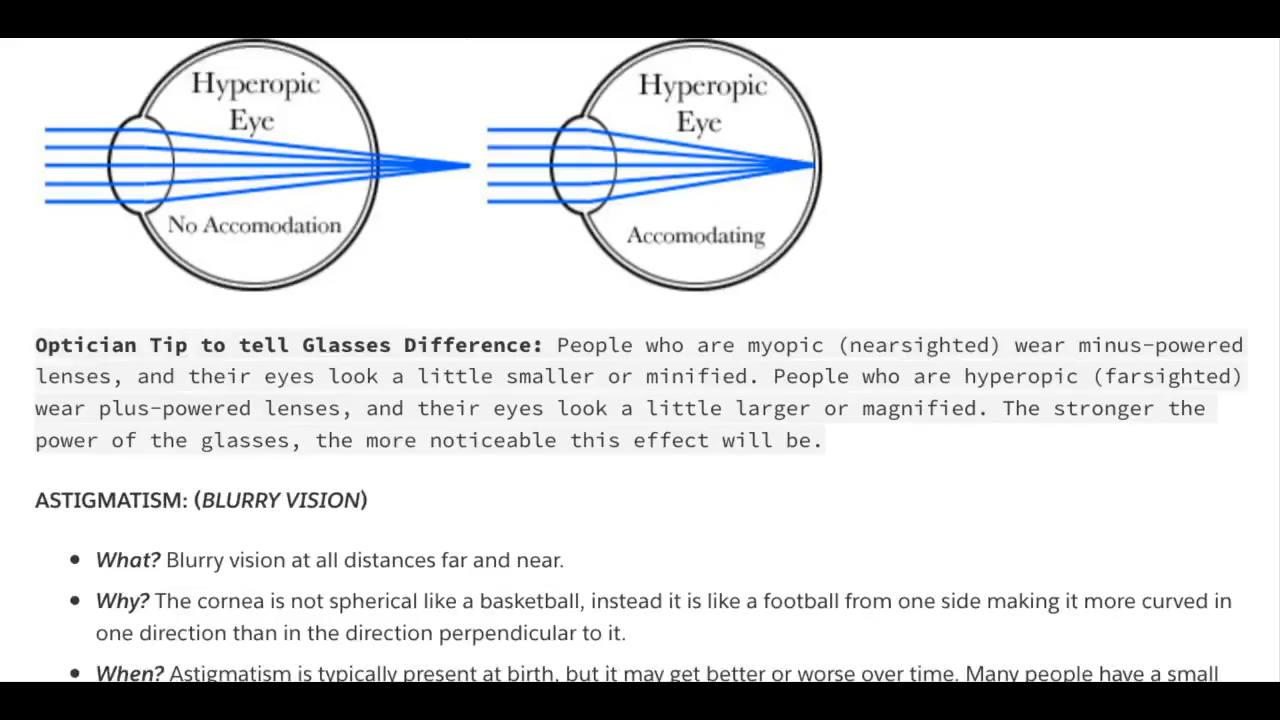 Hyperopic
Eye
No Accomodation
Hyperopic
Eye
Accomodating
Optician Tip to tell Glasses Difference: People who are myopic (nearsighted) wear minus-powered
lenses, and their eyes look a little smaller or minified. People who are hyperopic (farsighted)
wear plus-powered lenses, and their eyes look a little larger or magnified. The stronger the
power of the glasses, the more noticeable this effect will be.
ASTIGMATISM: (BLURRY VISION)
• What? Blurry vision at all distances far and near.
• Why? The cornea is not spherical like a basketball, instead it is like a football from one side making it more curved in
one direction than in the direction perpendicular to it.
• When? Astigmatism is typically present at birth, but it may get better or worse over time. Many people have a small